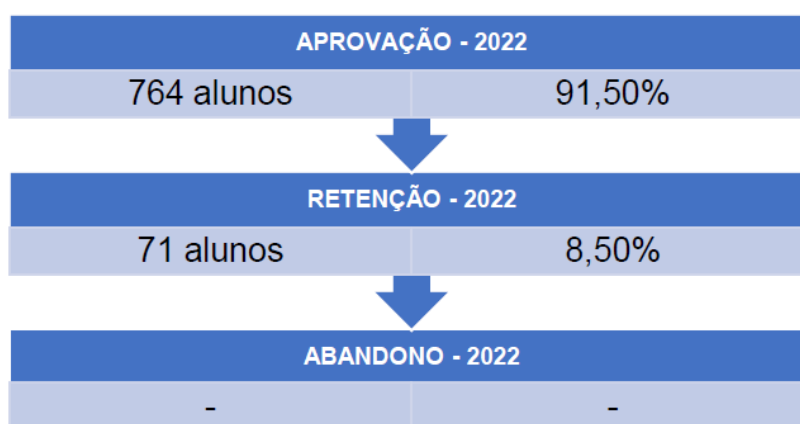 APROVAÇÃO - 2022
764 alunos 91,50%
RETENÇÃO - 2022
71 alunos 8,50%
ABANDONO - 2022
- -